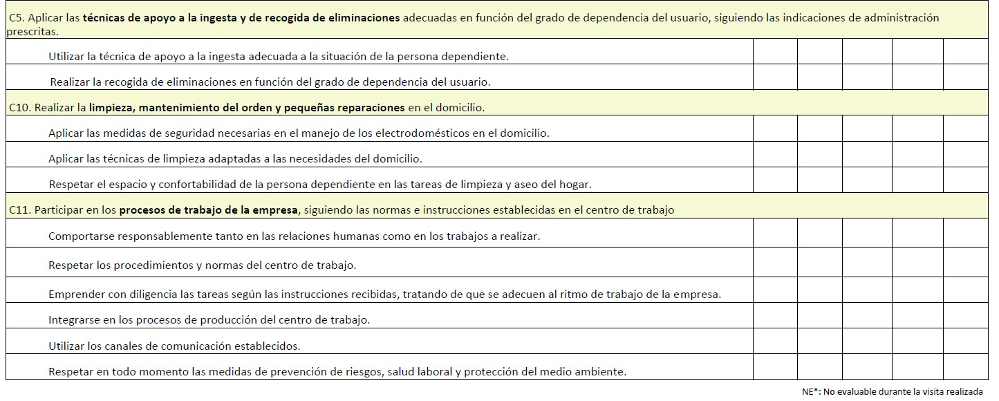 C5. Aplicar las técnicas de apoyo a la ingesta y de recogida de eliminaciones adecuadas en función del grado de dependencia del usuario, siguiendo las indicaciones de administración
prescritas.
Utilizar la técnica de apoyo a la ingesta adecuada a la situación de la persona dependiente.
Realizar la recogida de eliminaciones en función del grado de dependencia del usuario.
C10. Realizar la limpieza, mantenimiento del orden y pequeñas reparaciones en el domicilio.
Aplicar las medidas de seguridad necesarias en el manejo de los electrodomésticos en el domicilio.
Aplicar las técnicas de limpieza adaptadas a las necesidades del domicilio.
Respetar el espacio y confortabilidad de la persona dependiente en las tareas de limpieza y aseo del hogar.
C11. Participar en los procesos de trabajo de la empresa, siguiendo las normas e instrucciones establecidas en el centro de trabajo
Comportarse responsablemente tanto en las relaciones humanas como en los trabajos a realizar.
Respetar los procedimientos y normas del centro de trabajo.
Emprender con diligencia las tareas según las instrucciones recibidas, tratando de que se adecuen al ritmo de trabajo de la empresa.
Integrarse en los procesos de producción del centro de trabajo.
Utilizar los canales de comunicación establecidos.
Respetar en todo momento las medidas de prevención de riesgos, salud laboral y protección del medio ambiente.
NE*: No evaluable durante la visita realizada